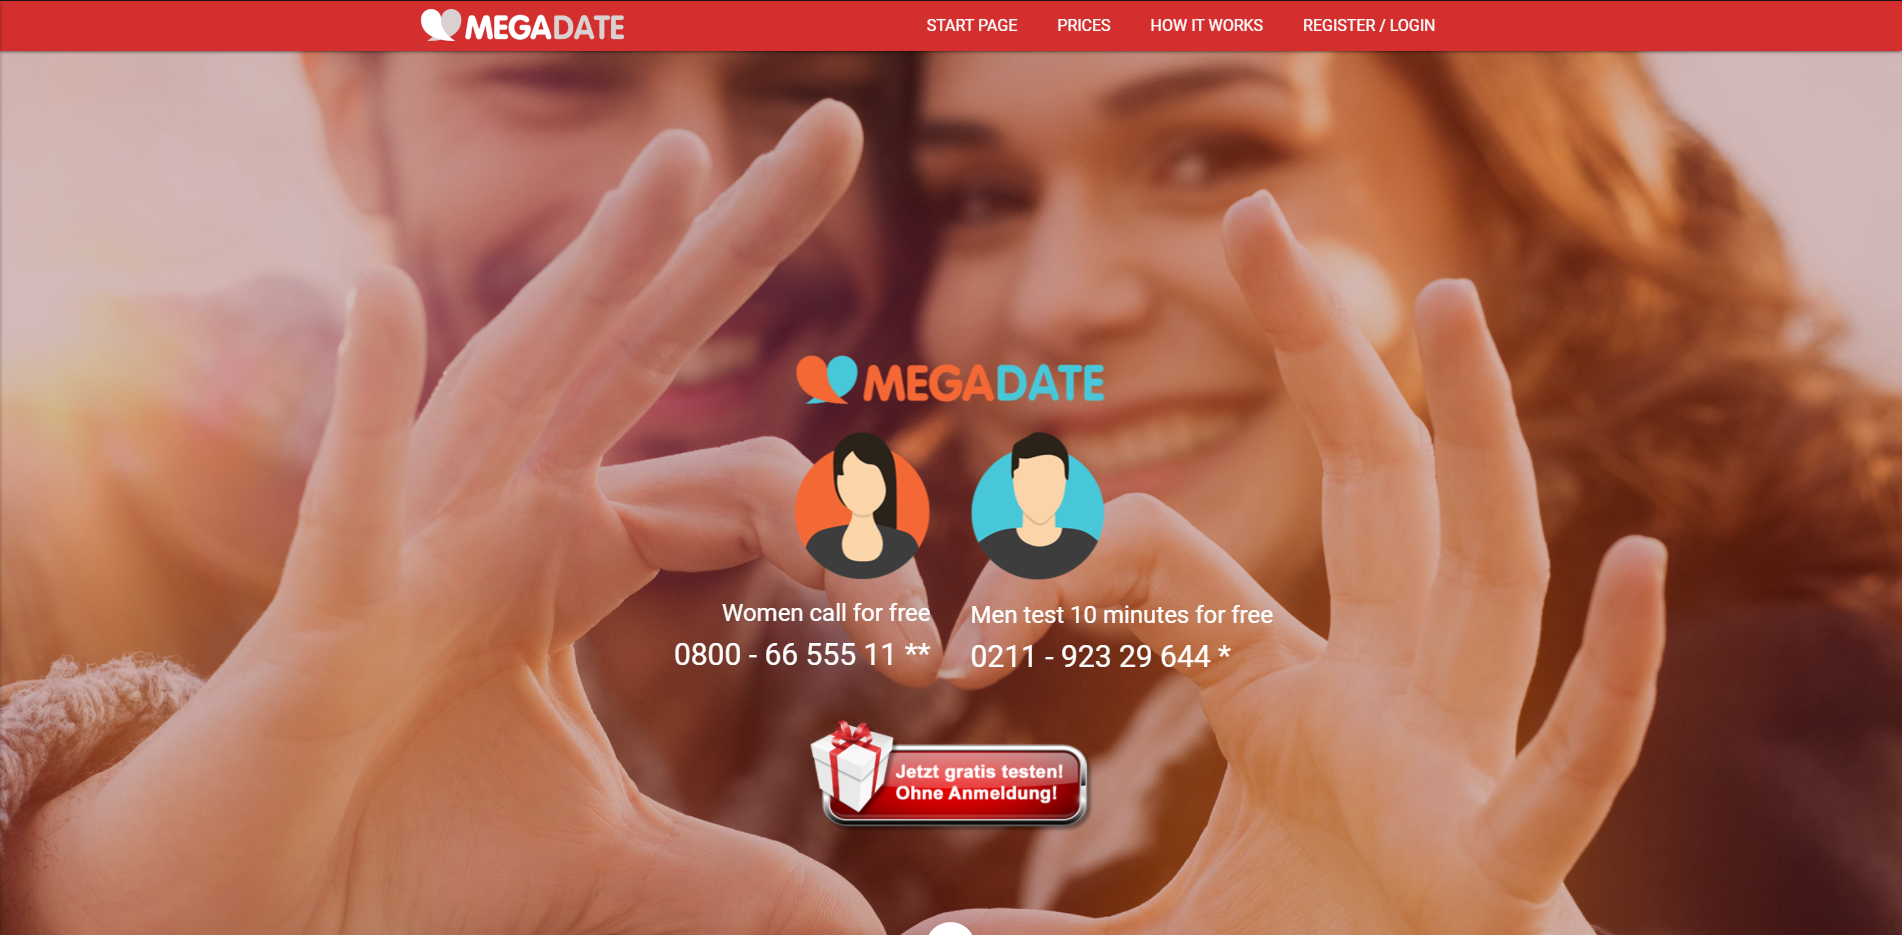 MEGADATE
START PAGE
PRICES
HOW IT WORKS
REGISTER / LOGIN
MEGADATE
Women call for free
0800 - 66 555 11 **
Men test 10 minutes for free
0211 - 923 29 644 *
Jetzt gratis testen!
Ohne Anmeldung!